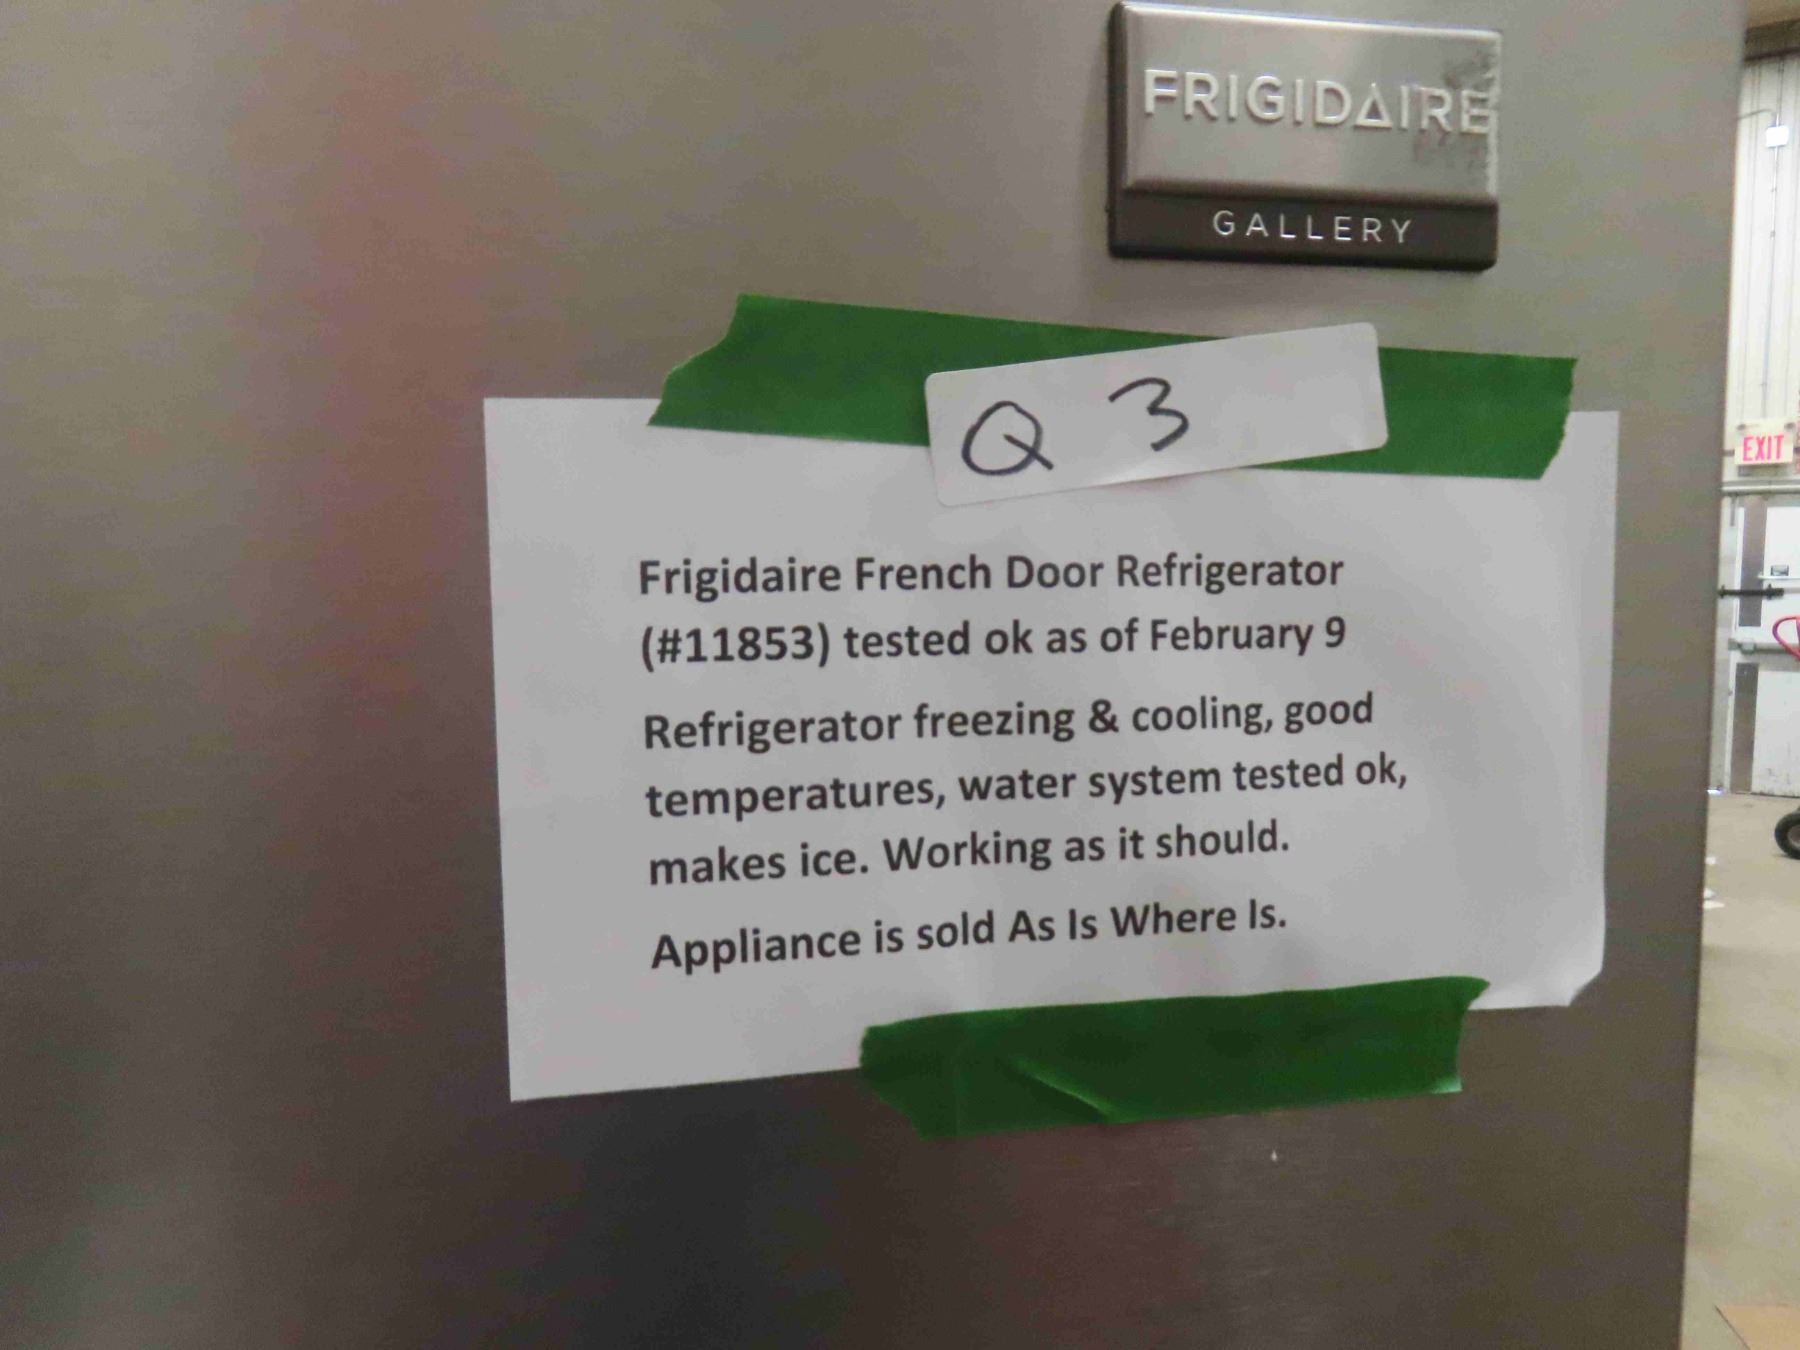 FRIGIDAIRE
GALLERY
Q 3
EXIT
Frigidaire French Door Refrigerator
(#11853) tested ok as of February 9
Refrigerator freezing & cooling, good
temperatures, water system tested ok,
makes ice. Working as it should.
Appliance is sold As Is Where Is.